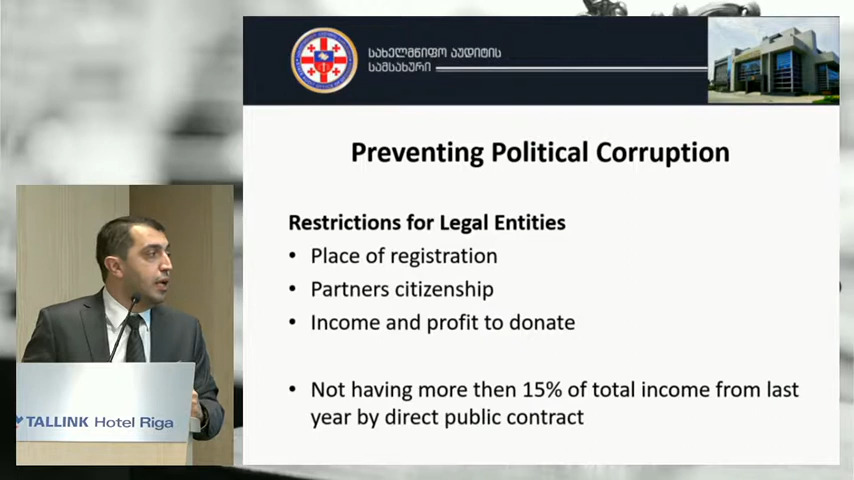 სახელმწიფო აუდიტის
სამსახური
Preventing Political Corruption
Restrictions for Legal Entities
• Place of registration
• Partners citizenship
• Income and profit to donate
• Not having more then 15% of total income from last
year by direct public contract
TALLINK Hotel Riga